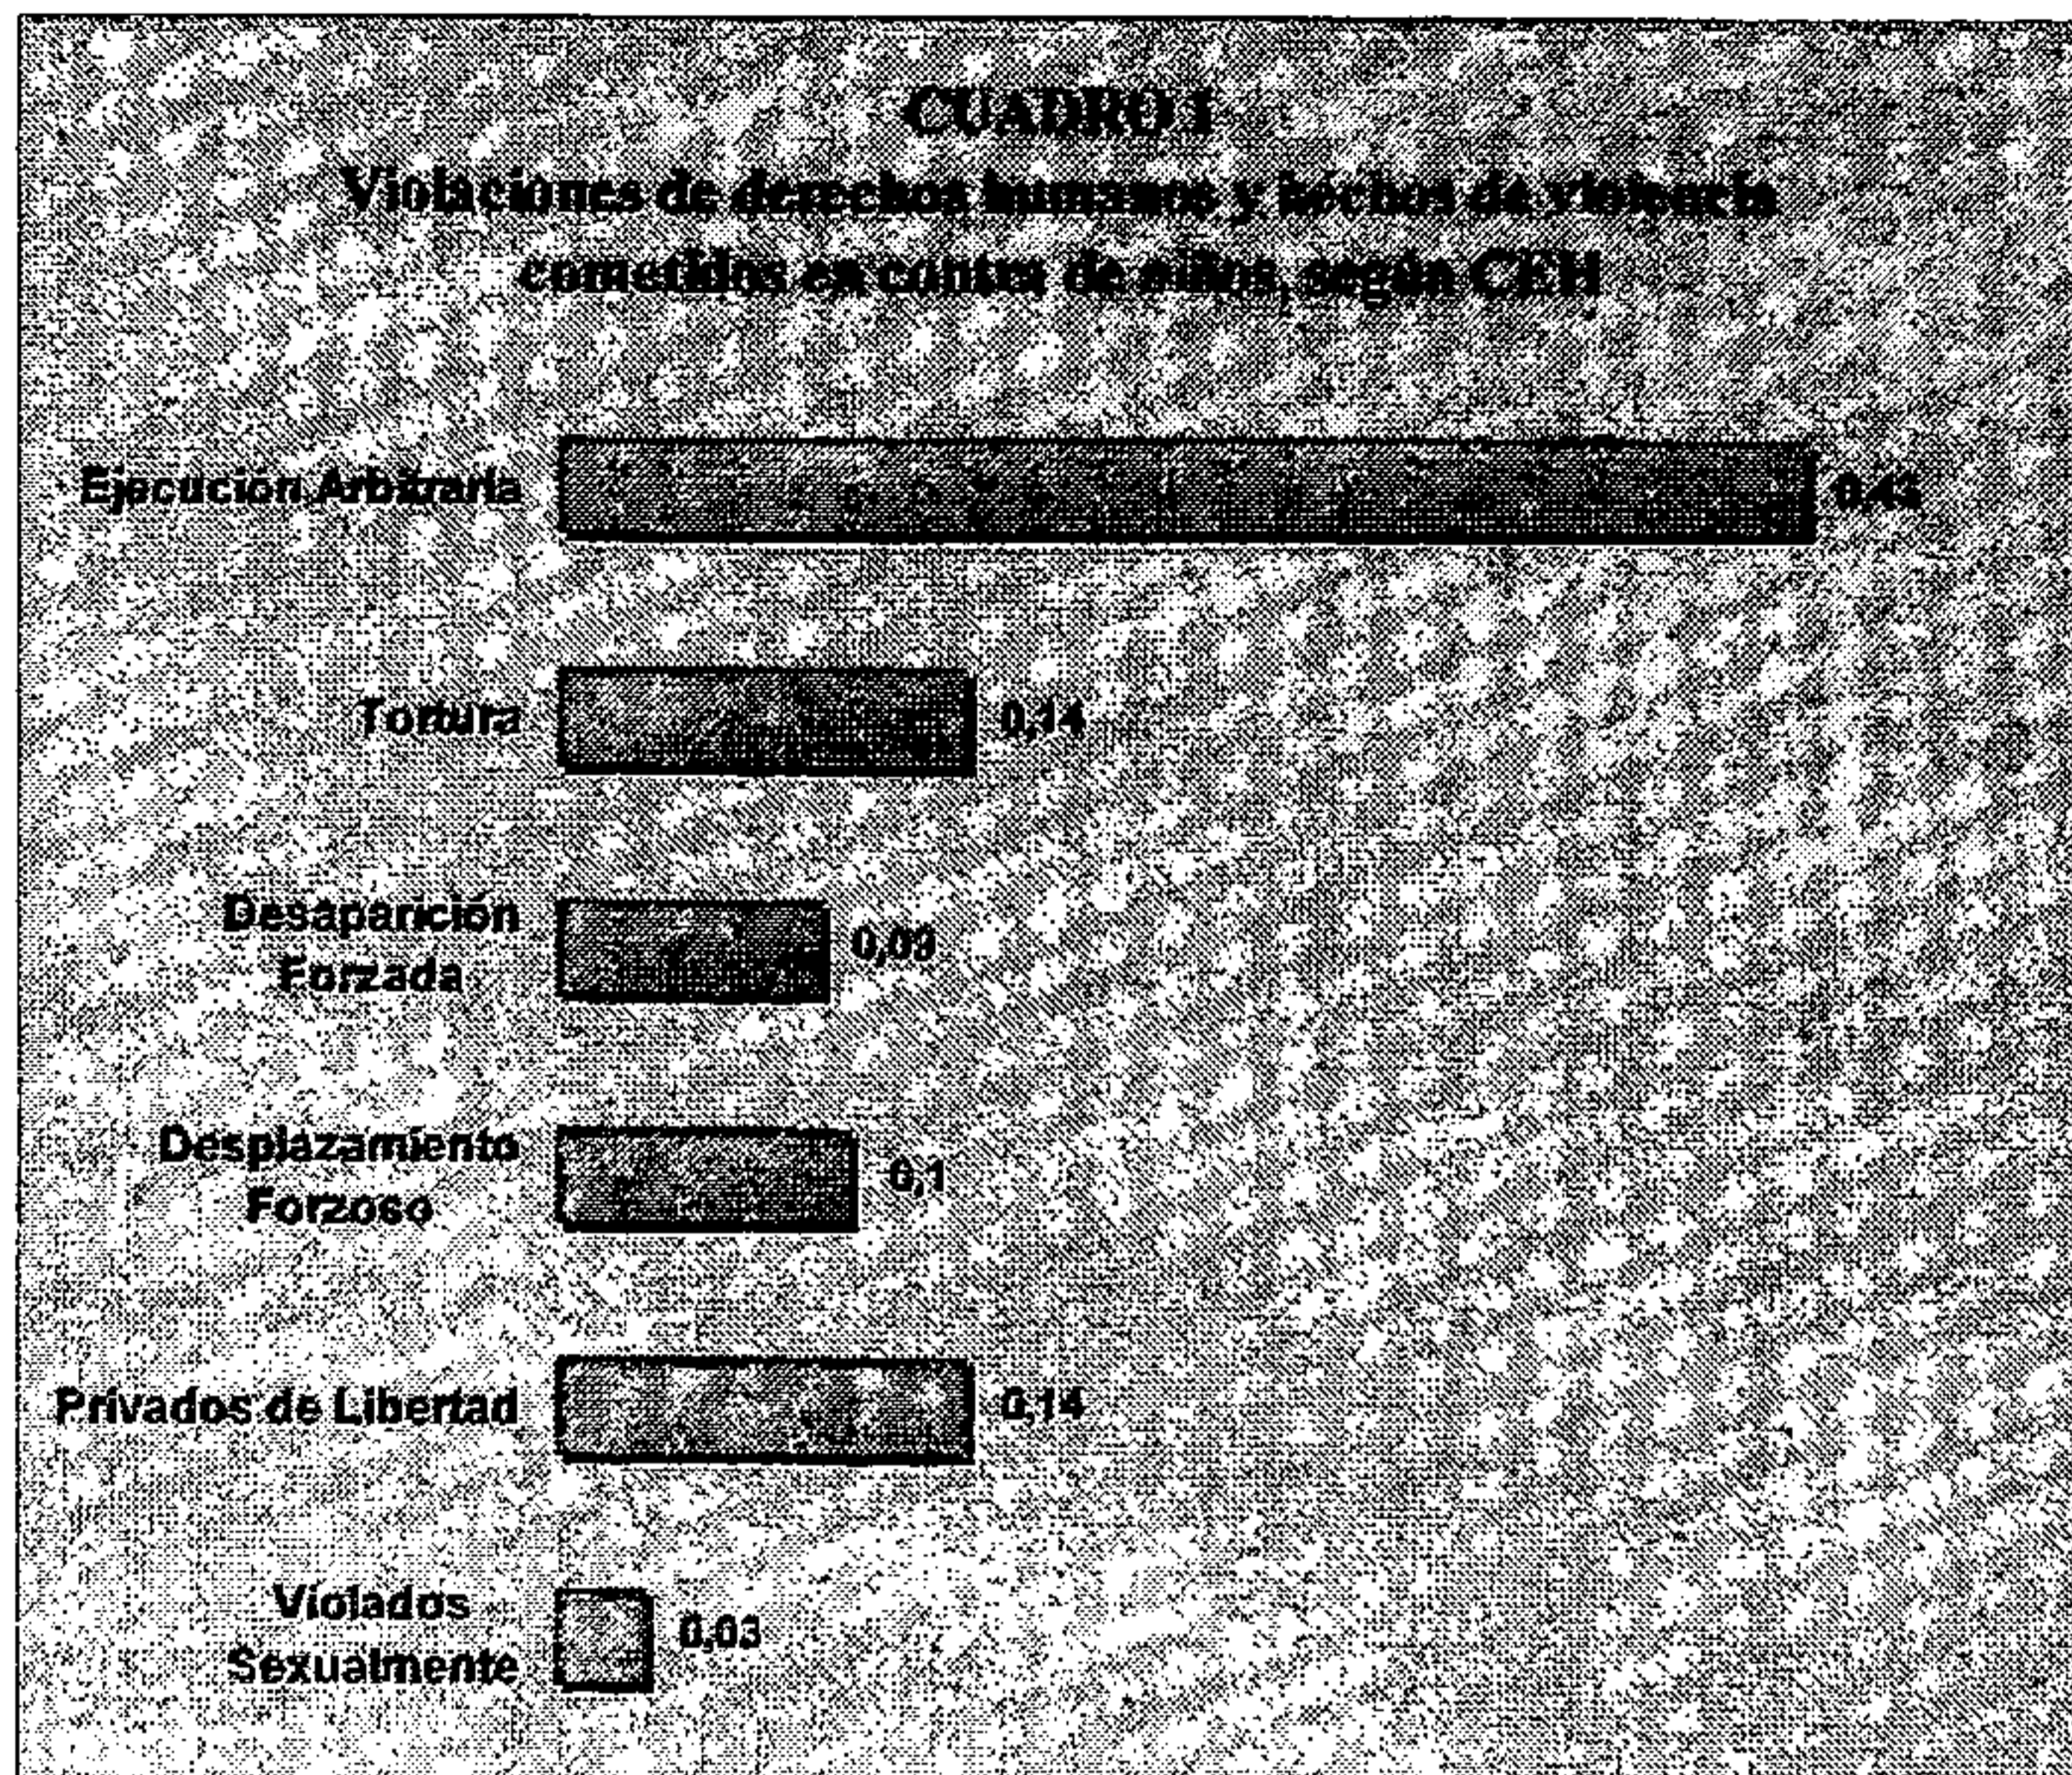 CUADRO I
Violaciones de derechos humanos y hechos de violencia
cometidos en contra de niños, según CEH
Ejecución Arbitraria 0,43
Tortura 0,14
Desaparición
Forzada 0,09
Desplazamiento
Forzoso 0,1
Privados de Libertad 0,14
Violados
Sexualmente 0,03